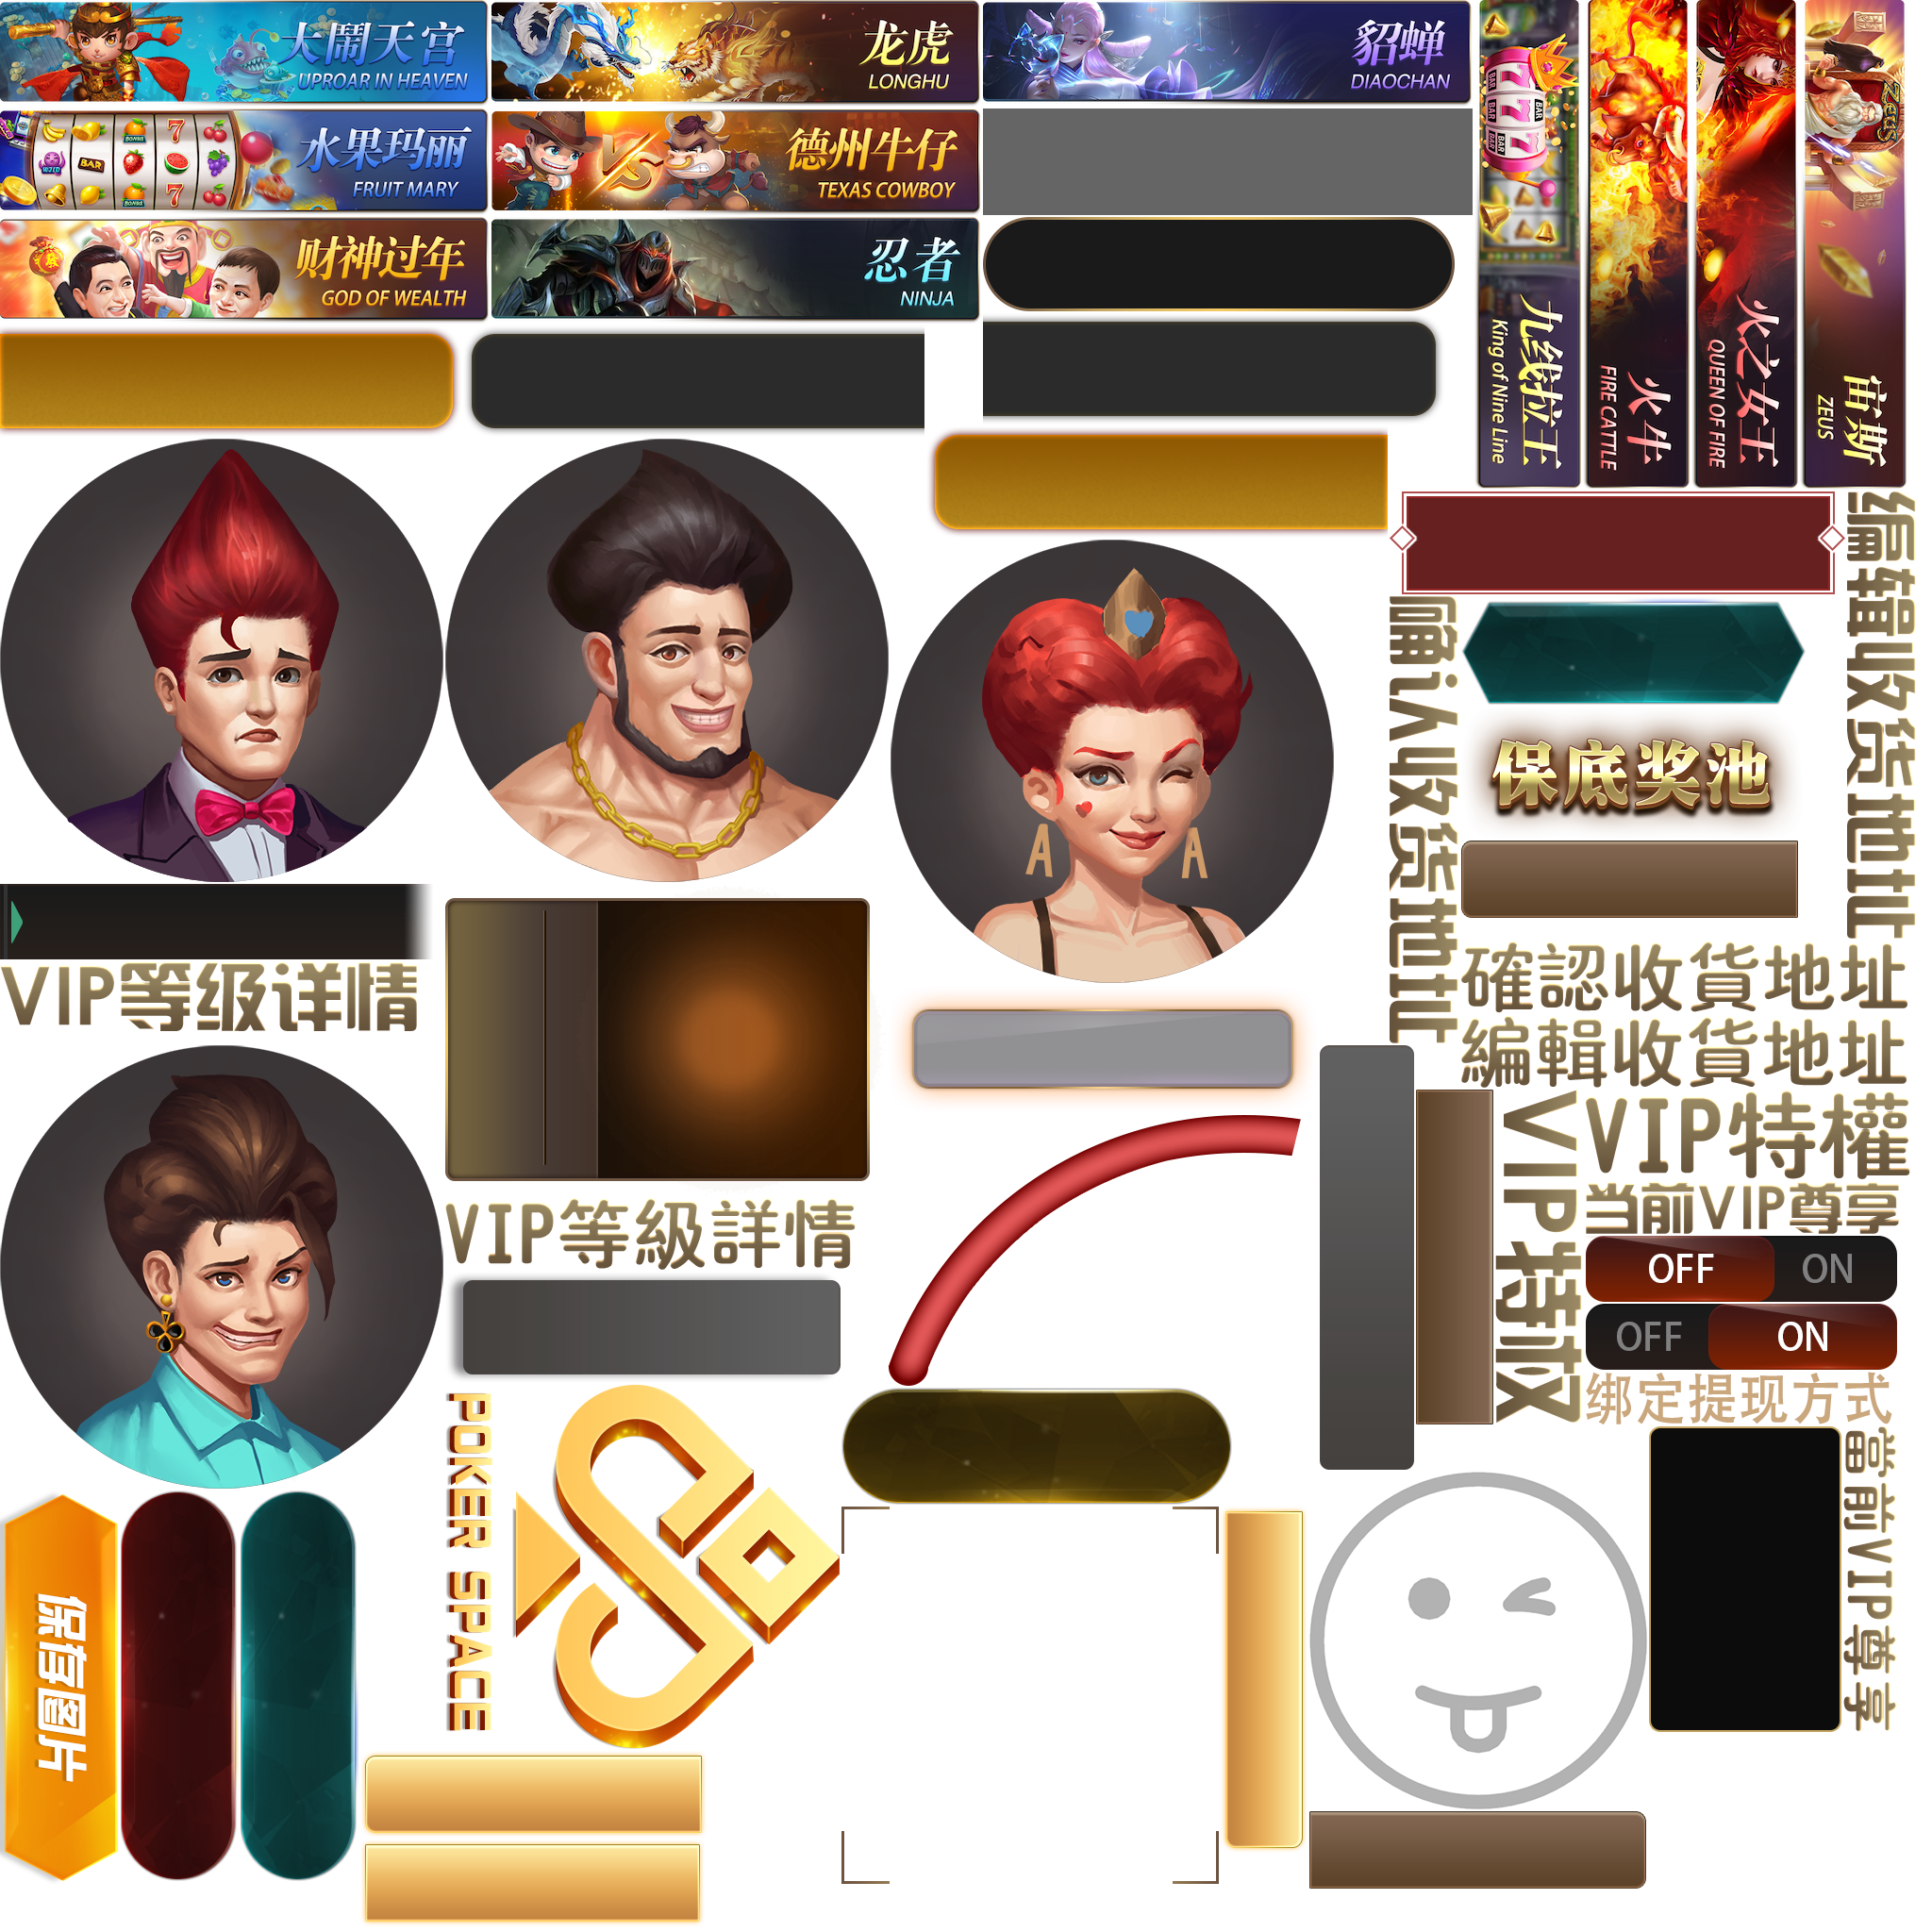 大鬧天宫
UPROAR IN HEAVEN
龙虎
LONGHU
貂蝉
DIAOCHAN
水果玛丽
FRUIT MARY
德州牛仔
TEXAS COWBOY
VS
BAR
财神过年
GOD OF WEALTH
忍者
NINJA
九线拉王
King of Nine Line
火牛
FIRE CATTLE
火之女王
QUEEN OF FIRE
宙斯
ZEUS
编辑收货地址
确认收货地址
保底奖池
確認收貨地址
編輯收貨地址
VIP等级详情
VIP等級詳情
VIP特权
VIP特權
当前VIP尊享
OFF ON
OFF ON
绑定提现方式
當前VIP尊享
POKER SPACE
保存图片